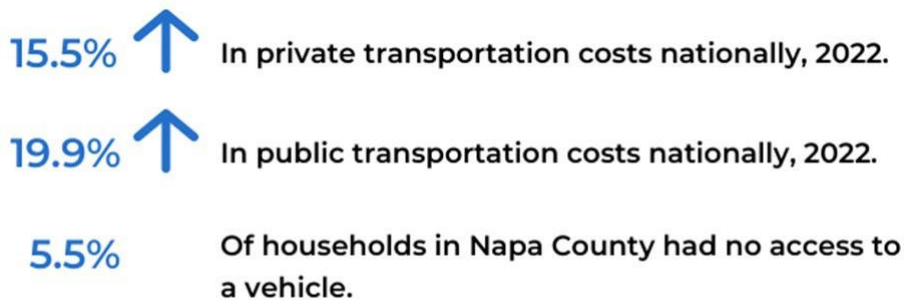 15.5% ↑ In private transportation costs nationally, 2022.
19.9% ↑ In public transportation costs nationally, 2022.
5.5% Of households in Napa County had no access to
a vehicle.